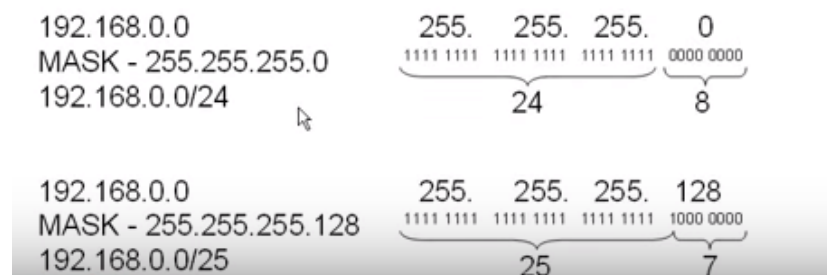 192.168.0.0 255. 255. 255. 0
MASK - 255.255.255.0 1111 1111 1111 1111 1111 1111 0000 0000
192.168.0.0/24 24 8
192.168.0.0 255. 255. 255. 128
MASK - 255.255.255.128 1111 1111 1111 1111 1111 1111 1000 0000
192.168.0.0/25 25 7